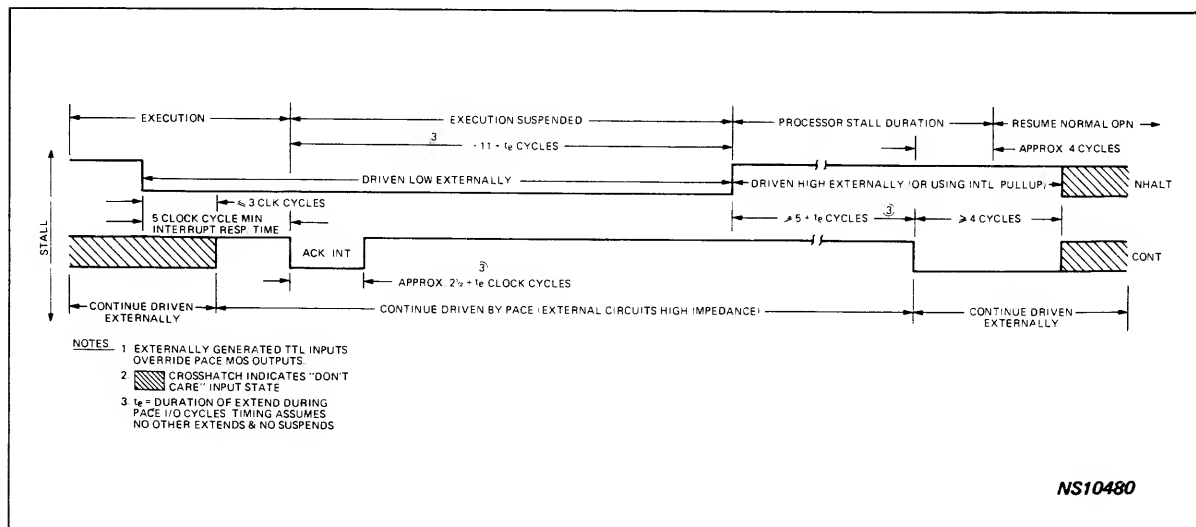 EXECUTION
EXECUTION SUSPENDED
PROCESSOR STALL DURATION
RESUME NORMAL OPN
3
11 + te CYCLES
APPROX. 4 CYCLES
DRIVEN LOW EXTERNALLY
DRIVEN HIGH EXTERNALLY (OR USING INTL PULLUP)
NHALT
STALL
⩽ 3 CLK CYCLES
5 CLOCK CYCLE MIN
INTERRUPT RESP. TIME
⩾ 5 + te CYCLES ③
⩾ 4 CYCLES
ACK INT
CONT
③
APPROX. 2½ + te CLOCK CYCLES
CONTINUE DRIVEN
EXTERNALLY
CONTINUE DRIVEN BY PACE (EXTERNAL CIRCUITS HIGH IMPEDANCE)
CONTINUE DRIVEN
EXTERNALLY
NOTES 1 EXTERNALLY GENERATED TTL INPUTS
OVERRIDE PACE MOS OUTPUTS.
2. CROSSHATCH INDICATES "DON'T
CARE" INPUT STATE
3. te = DURATION OF EXTEND DURING
PACE I/O CYCLES TIMING ASSUMES
NO OTHER EXTENDS & NO SUSPENDS
NS10480